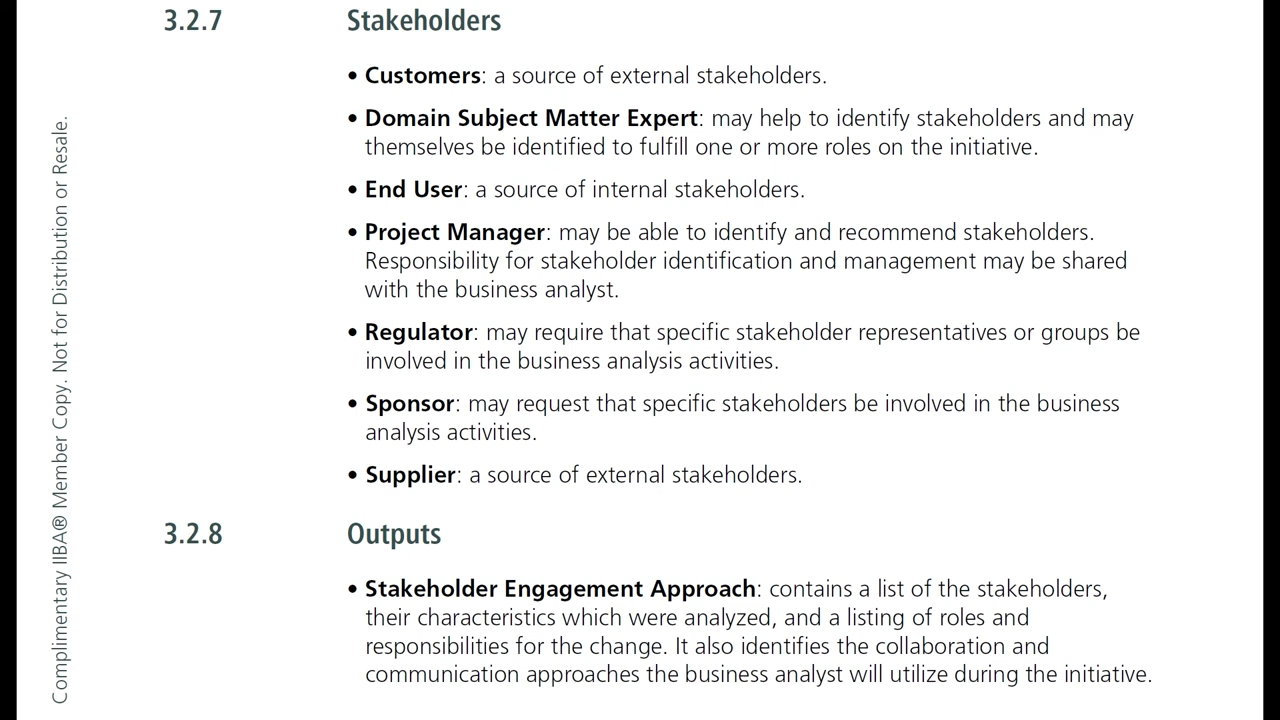 3.2.7 Stakeholders
• Customers: a source of external stakeholders.
• Domain Subject Matter Expert: may help to identify stakeholders and may
themselves be identified to fulfill one or more roles on the initiative.
• End User: a source of internal stakeholders.
• Project Manager: may be able to identify and recommend stakeholders.
Responsibility for stakeholder identification and management may be shared
with the business analyst.
• Regulator: may require that specific stakeholder representatives or groups be
involved in the business analysis activities.
• Sponsor: may request that specific stakeholders be involved in the business
analysis activities.
• Supplier: a source of external stakeholders.
3.2.8 Outputs
• Stakeholder Engagement Approach: contains a list of the stakeholders,
their characteristics which were analyzed, and a listing of roles and
responsibilities for the change. It also identifies the collaboration and
communication approaches the business analyst will utilize during the initiative.
Complimentary IIBA® Member Copy. Not for Distribution or Resale.